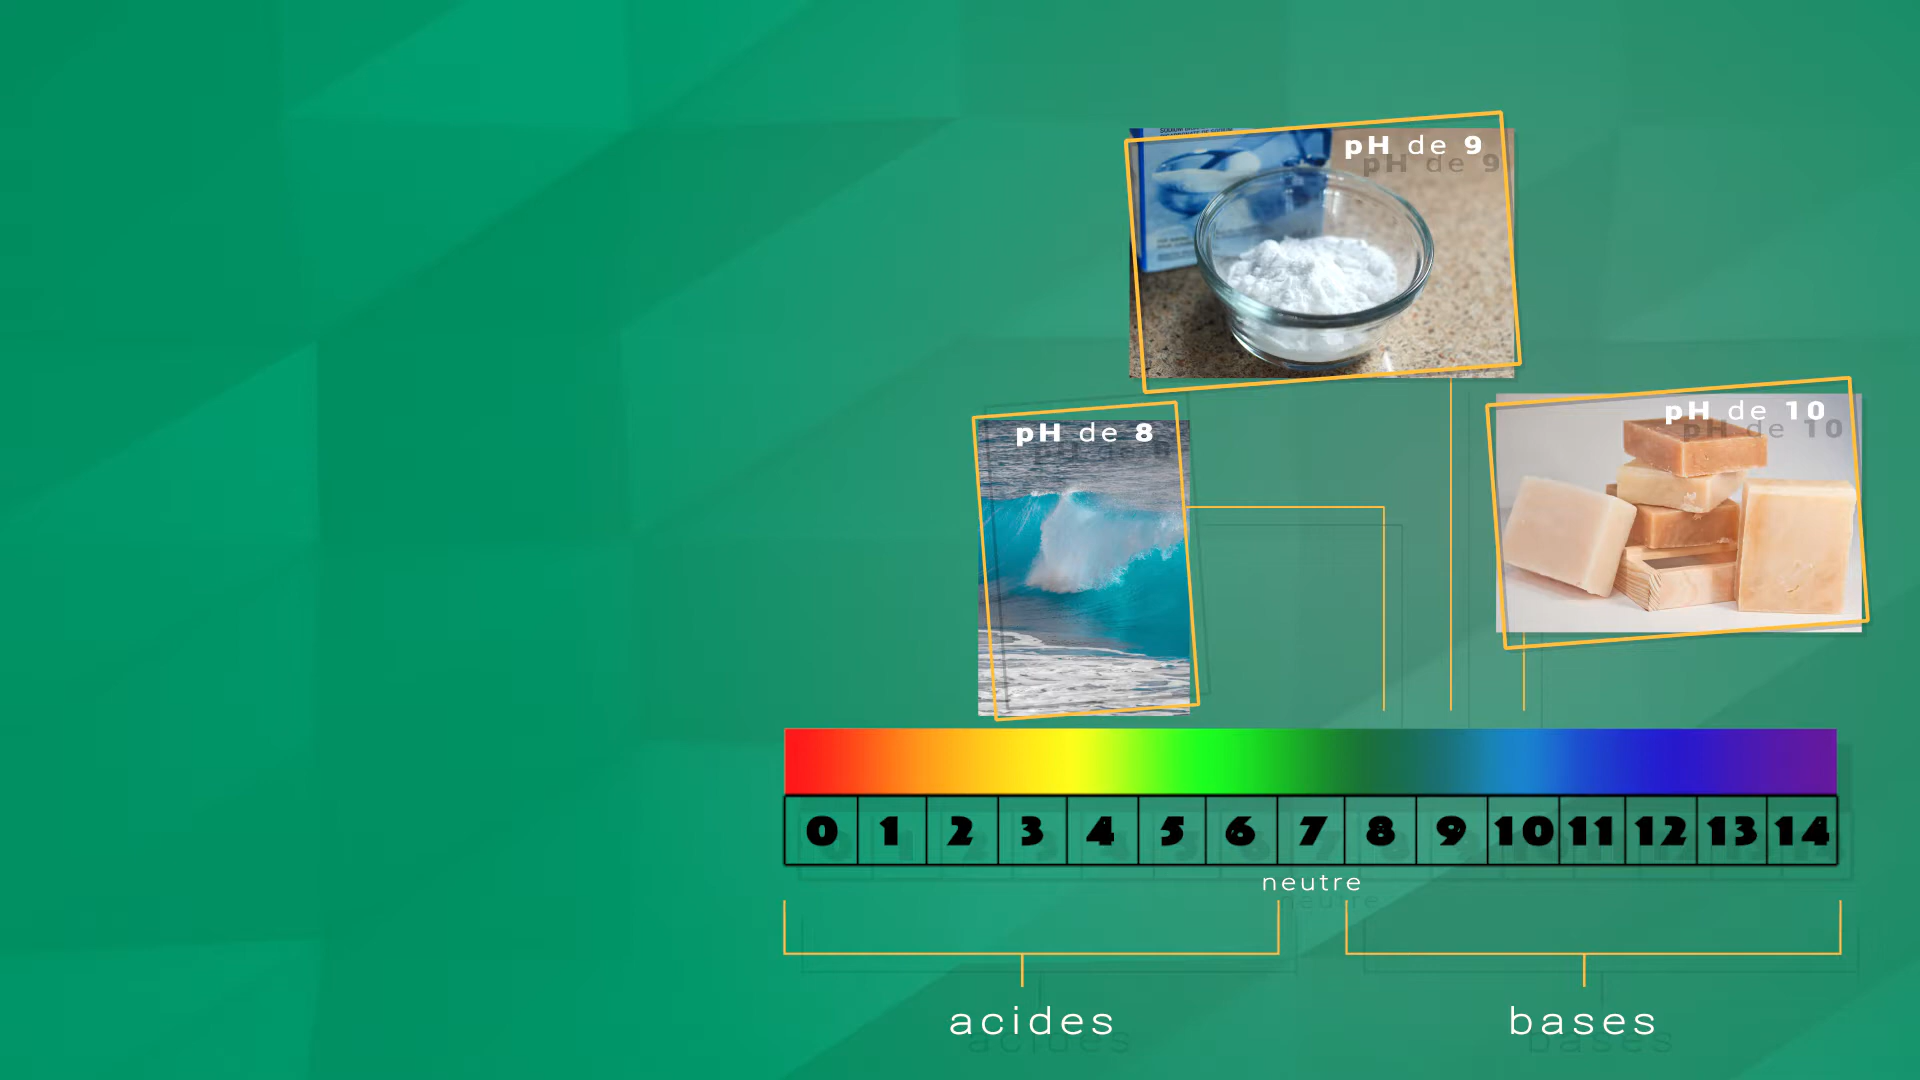 pH de 9
pH de 8
pH de 10
0 1 2 3 4 5 6 7 8 9 10 11 12 13 14
neutre
acides
bases